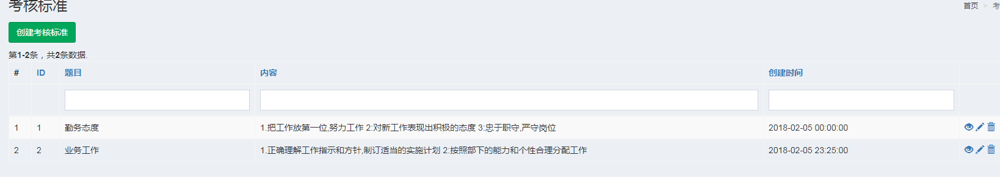 考核标准
首页 > 考
创建考核标准
第1-2条，共2条数据.
# ID 题目 内容 创建时间
1 1 勤务态度 1.把工作放第一位,努力工作 2:对新工作表现出积极的态度 3:忠于职守,严守岗位 2018-02-05 00:00:00
2 2 业务工作 1.正确理解工作指示和方针,制订适当的实施计划 2:按照部下的能力和个性合理分配工作 2018-02-05 23:25:00